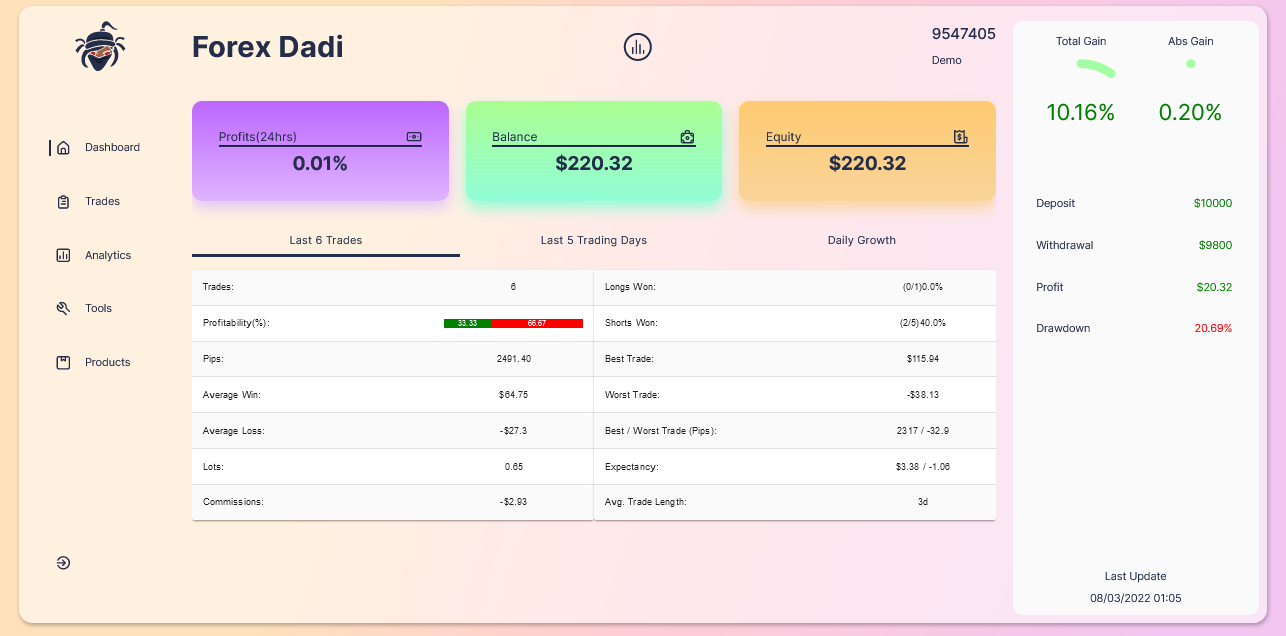 Forex Dadi
9547405
Demo
Dashboard
Trades
Analytics
Tools
Products
Profits(24hrs)
0.01%
Balance
$220.32
Equity
$220.32
Last 6 Trades
Last 5 Trading Days
Daily Growth
Trades: 6
Longs Won: (0/1)0.0%
Profitability(%): 33.33 66.67
Shorts Won: (2/5)40.0%
Pips: 2491.40
Best Trade: $115.94
Average Win: $64.75
Worst Trade: -$38.13
Average Loss: -$27.3
Best / Worst Trade (Pips): 2317 / -32.9
Lots: 0.65
Expectancy: $3.38 / -1.06
Commissions: -$2.93
Avg. Trade Length: 3d
Total Gain
10.16%
Abs Gain
0.20%
Deposit $10000
Withdrawal $9800
Profit $20.32
Drawdown 20.69%
Last Update
08/03/2022 01:05